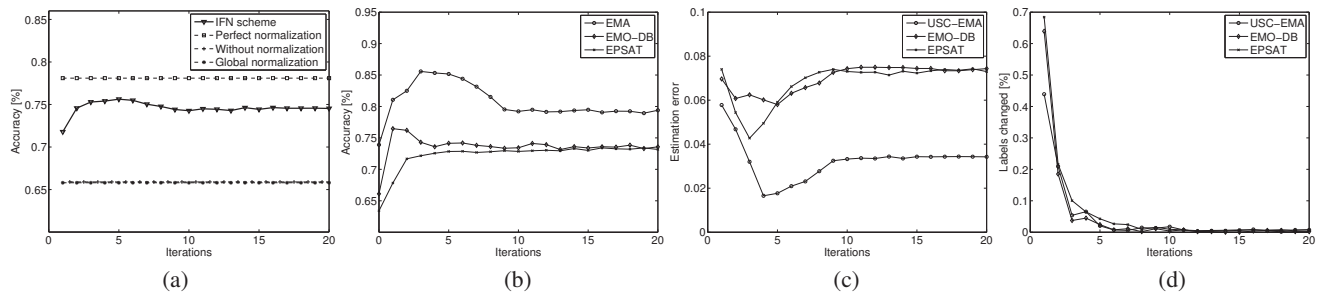 0.85
0.8
0.75
0.7
0.65
Accuracy [%]
0
5
10
15
20
Iterations
IFN scheme
Perfect normalization
Without normalization
Global normalization
(a)
0.95
0.9
0.85
0.8
0.75
0.7
0.65
Accuracy [%]
0
5
10
15
20
Iterations
EMA
EMO-DB
EPSAT
(b)
0.1
0.08
0.06
0.04
0.02
0
Estimation error
0
5
10
15
20
Iterations
USC-EMA
EMO-DB
EPSAT
(c)
0.7
0.6
0.5
0.4
0.3
0.2
0.1
0
Labels changed [%]
0
5
10
15
20
Iterations
USC-EMA
EMO-DB
EPSAT
(d)